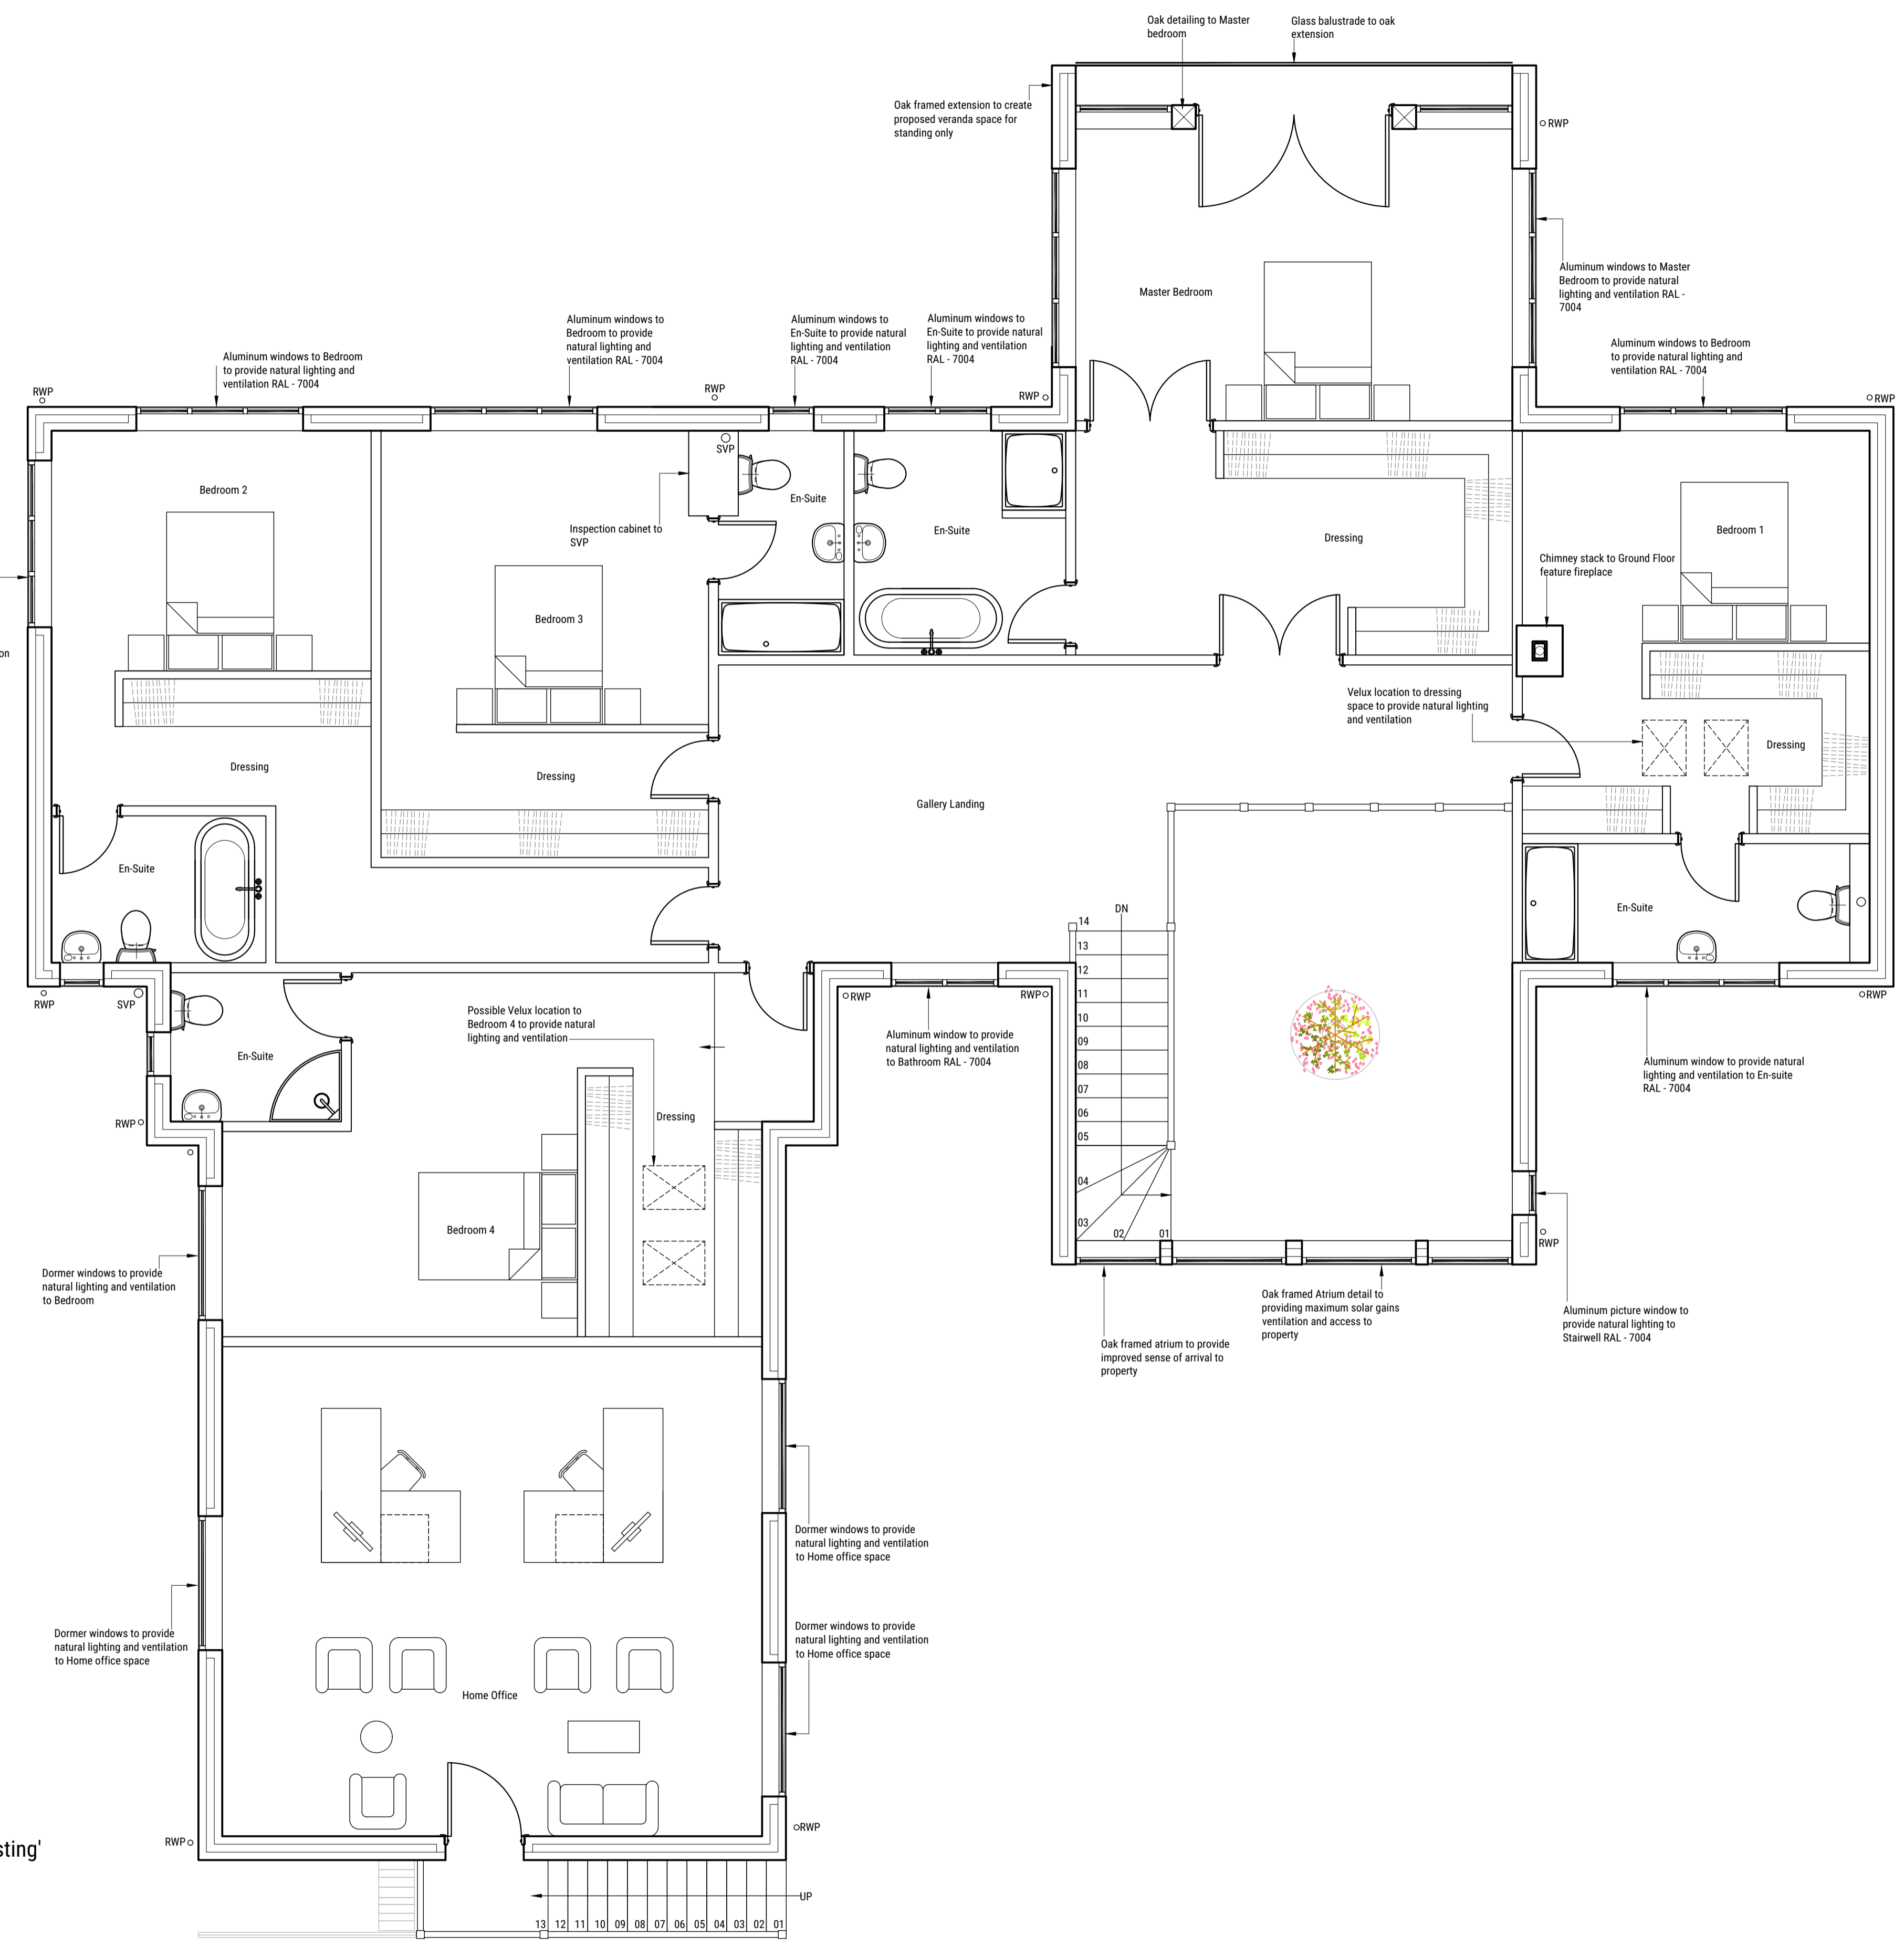 Oak detailing to Master
bedroom
Glass balustrade to oak
extension
Oak framed extension to create
proposed veranda space for
standing only
RWP
Master Bedroom
Aluminum windows to Master
Bedroom to provide natural
lighting and ventilation RAL -
7004
Aluminum windows to Bedroom
to provide natural lighting and
ventilation RAL - 7004
Aluminum windows to
Bedroom to provide
natural lighting and
ventilation RAL - 7004
Aluminum windows to
En-Suite to provide natural
lighting and ventilation
RAL - 7004
Aluminum windows to
En-Suite to provide natural
lighting and ventilation
RAL - 7004
Aluminum windows to Bedroom
to provide natural lighting and
ventilation RAL - 7004
RWP
RWP
RWP
RWP
SVP
Bedroom 2
En-Suite
Inspection cabinet to
SVP
En-Suite
Dressing
Bedroom 1
Chimney stack to Ground Floor
feature fireplace
Bedroom 3
on
Velux location to dressing
space to provide natural lighting
and ventilation
Dressing
Dressing
Dressing
Gallery Landing
En-Suite
En-Suite
DN
14
13
12
11
10
09
08
07
06
05
04
03
02
01
RWP
SVP
RWP
RWP
RWP
Possible Velux location to
Bedroom 4 to provide natural
lighting and ventilation
Aluminum window to provide
natural lighting and ventilation
to Bathroom RAL - 7004
En-Suite
Aluminum window to provide natural
lighting and ventilation to En-suite
RAL - 7004
RWP
Dressing
Bedroom 4
RWP
Dormer windows to provide
natural lighting and ventilation
to Bedroom
Oak framed Atrium detail to
providing maximum solar gains
ventilation and access to
property
Aluminum picture window to
provide natural lighting to
Stairwell RAL - 7004
Oak framed atrium to provide
improved sense of arrival to
property
Dormer windows to provide
natural lighting and ventilation
to Home office space
Dormer windows to provide
natural lighting and ventilation
to Home office space
Dormer windows to provide
natural lighting and ventilation
to Home office space
Home Office
RWP
RWP
sting'
UP
13 12 11 10 09 08 07 06 05 04 03 02 01